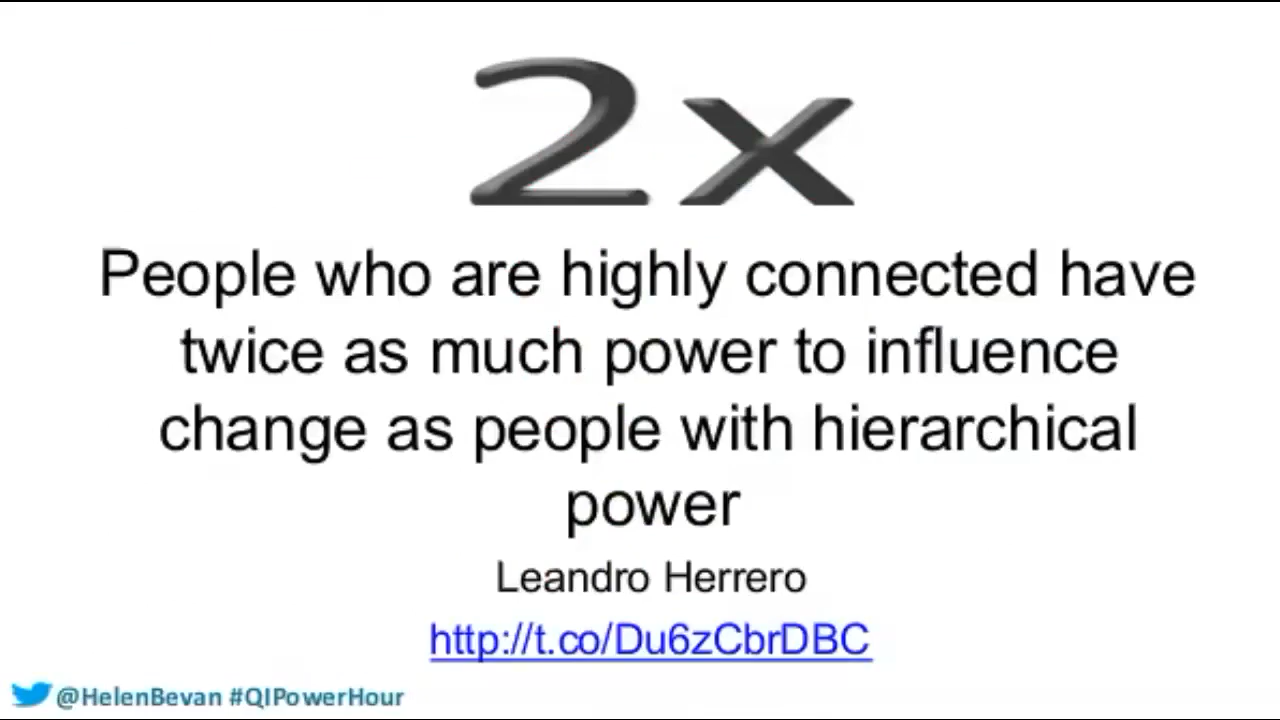 2x
People who are highly connected have
twice as much power to influence
change as people with hierarchical
power
Leandro Herrero
http://t.co/Du6zCbrDBC
@HelenBevan #QIPowerHour